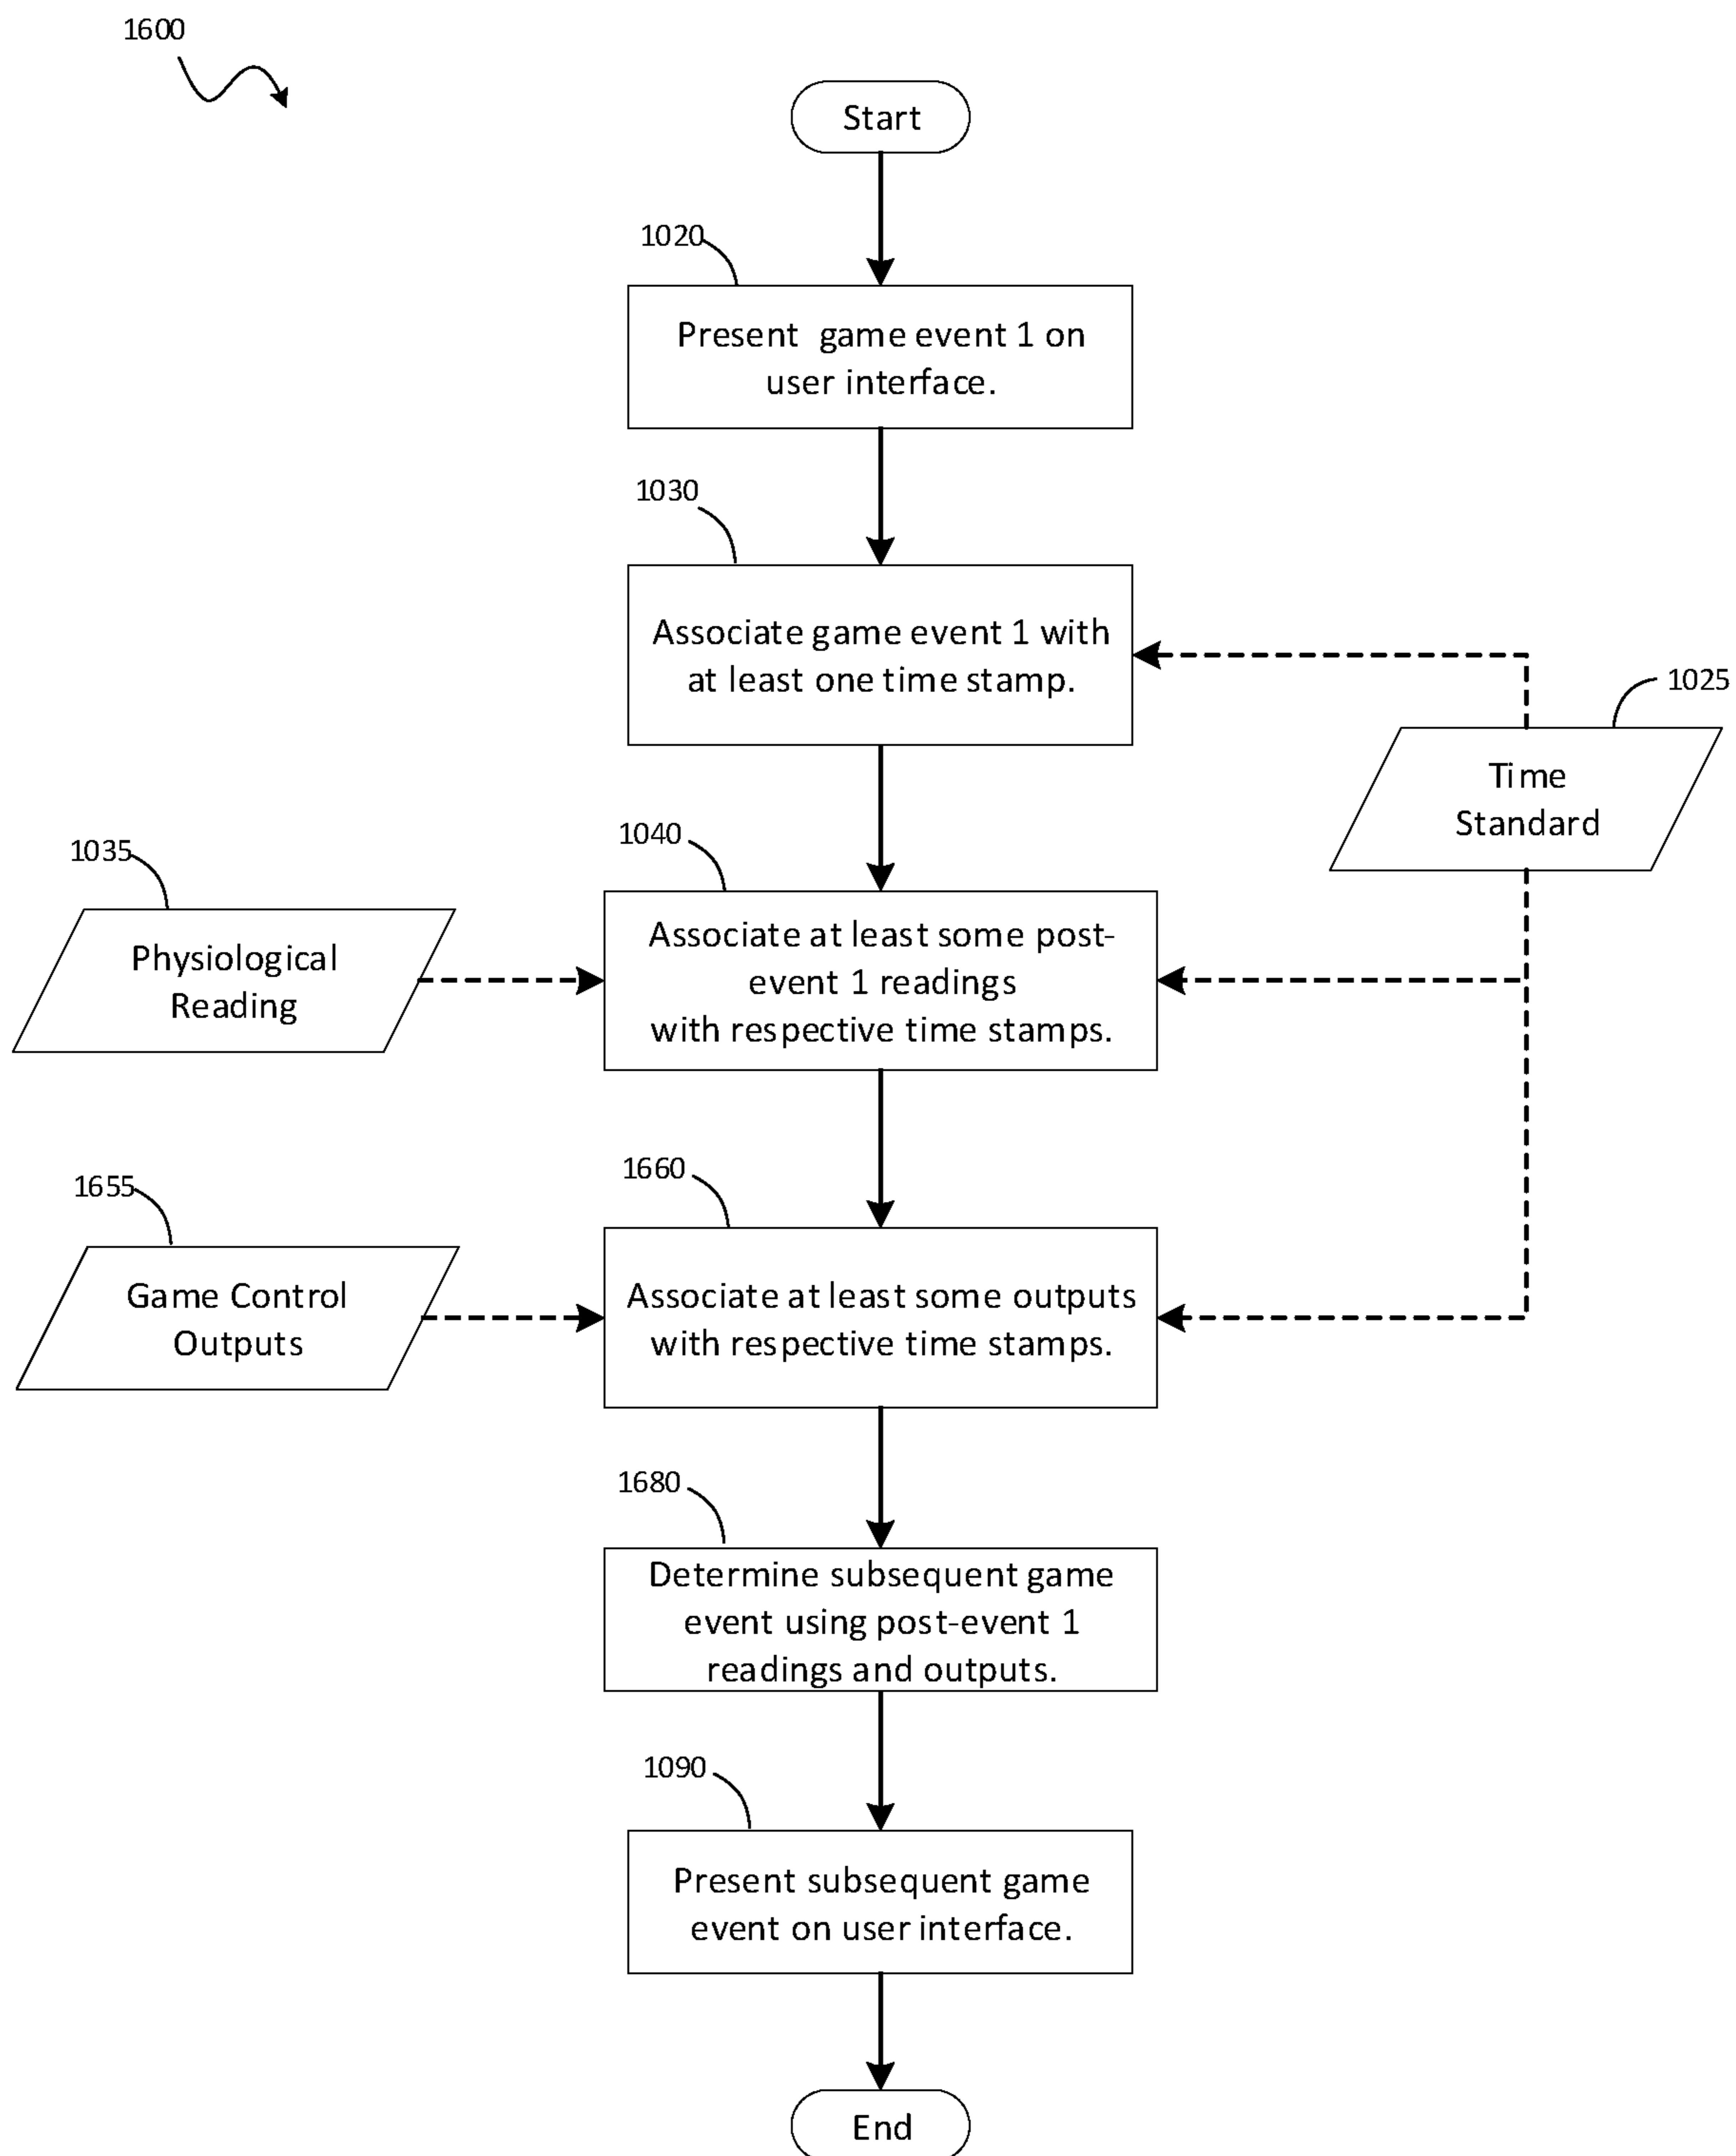 1600
Start
1020
Present game event 1 on
user interface.
1030
Associate game event 1 with
at least one time stamp.
1025
Time
Standard
1035
Physiological
Reading
1040
Associate at least some post-
event 1 readings
with respective time stamps.
1655
Game Control
Outputs
1660
Associate at least some outputs
with respective time stamps.
1680
Determine subsequent game
event using post-event 1
readings and outputs.
1090
Present subsequent game
event on user interface.
End